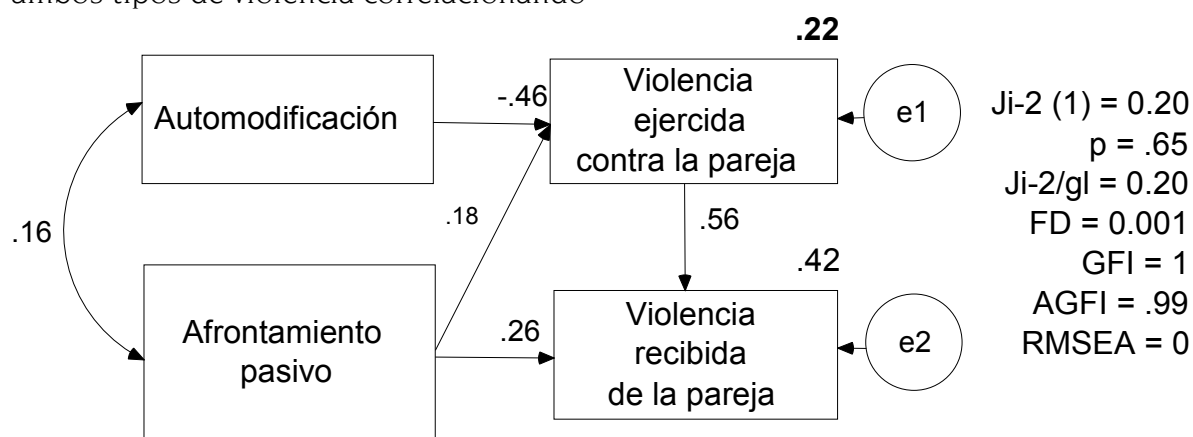 ambos tipos de violencia correlacionando
.22
Automodificación
-.46
Violencia
ejercida
contra la pareja
e1
.16
.18
.56
.42
Afrontamiento
pasivo
.26
Violencia
recibida
de la pareja
e2
Ji-2 (1) = 0.20
p = .65
Ji-2/gl = 0.20
FD = 0.001
GFI = 1
AGFI = .99
RMSEA = 0